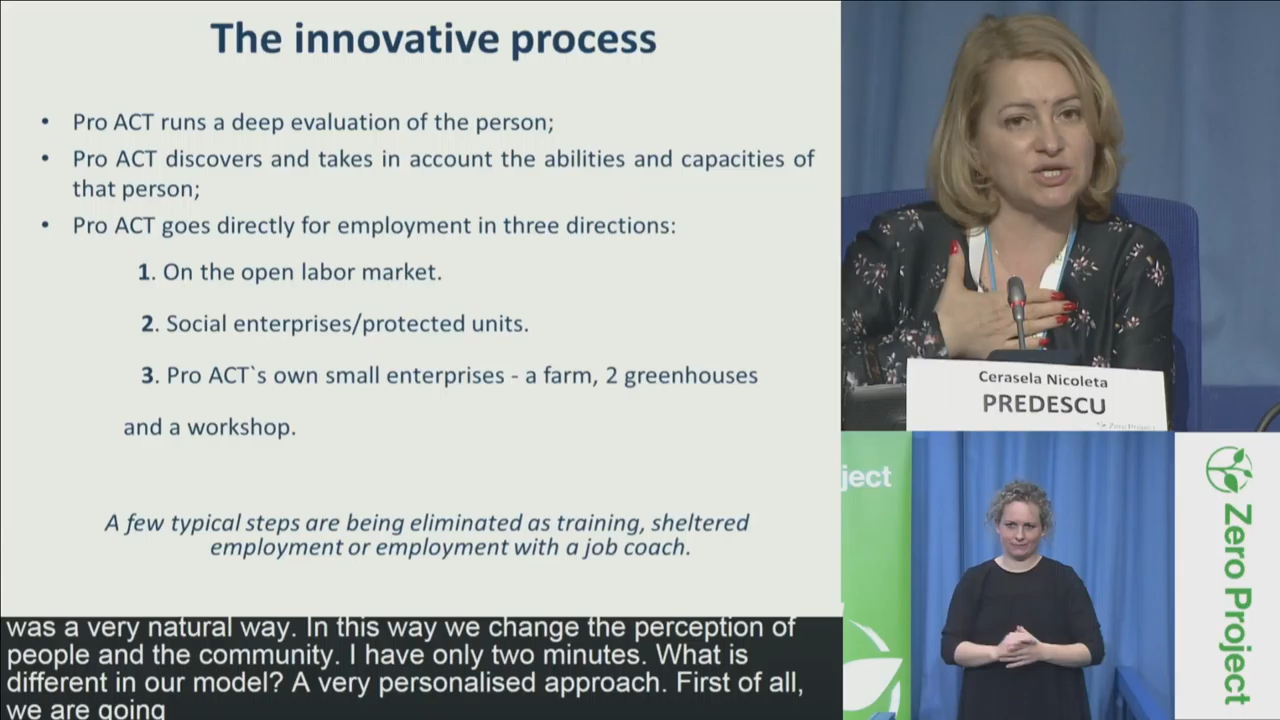 The innovative process
• Pro ACT runs a deep evaluation of the person;
• Pro ACT discovers and takes in account the abilities and capacities of
that person;
• Pro ACT goes directly for employment in three directions:
1. On the open labor market.
2. Social enterprises/protected units.
3. Pro ACT`s own small enterprises - a farm, 2 greenhouses
and a workshop.
A few typical steps are being eliminated as training, sheltered
employment or employment with a job coach.
Cerasela Nicoleta
PREDESCU
Zero Project
ject
Zero Project
was a very natural way. In this way we change the perception of
people and the community. I have only two minutes. What is
different in our model? A very personalised approach. First of all,
we are going